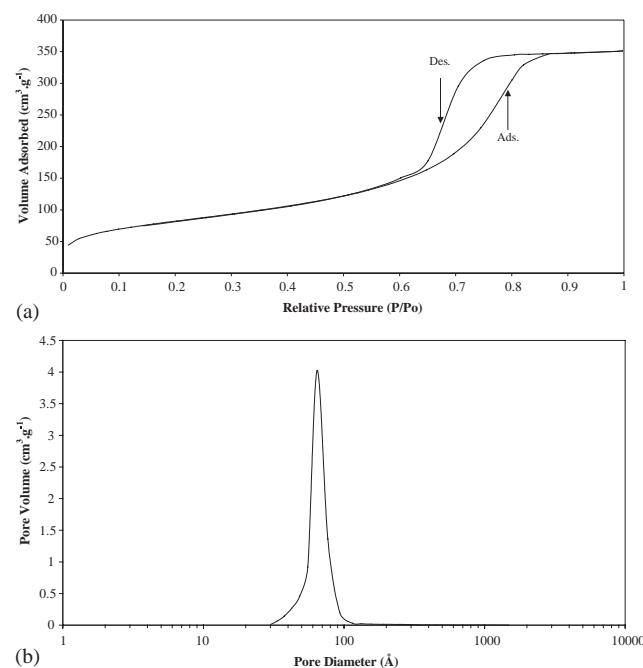 400
350
300
250
200
150
100
50
0
Volume Adsorbed (cm³.g⁻¹)
Des.
Ads.
0 0.1 0.2 0.3 0.4 0.5 0.6 0.7 0.8 0.9 1
Relative Pressure (P/Po)
(a)
4.5
4
3.5
3
2.5
2
1.5
1
0.5
0
Pore Volume (cm³.g⁻¹)
1 10 100 1000 10000
Pore Diameter (Å)
(b)